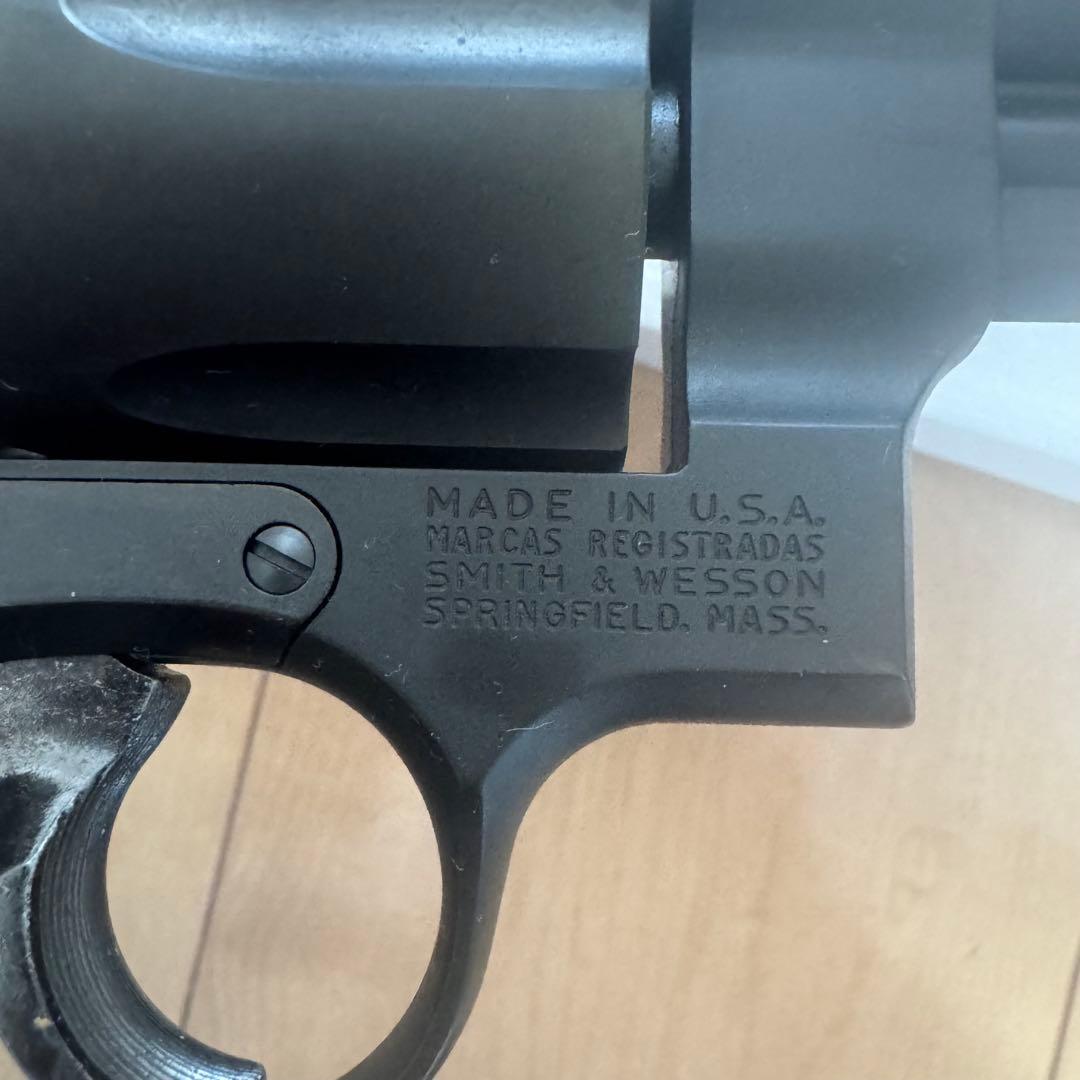 MADE IN U.S.A.
MARCAS REGISTRADAS
SMITH & WESSON
SPRINGFIELD. MASS.